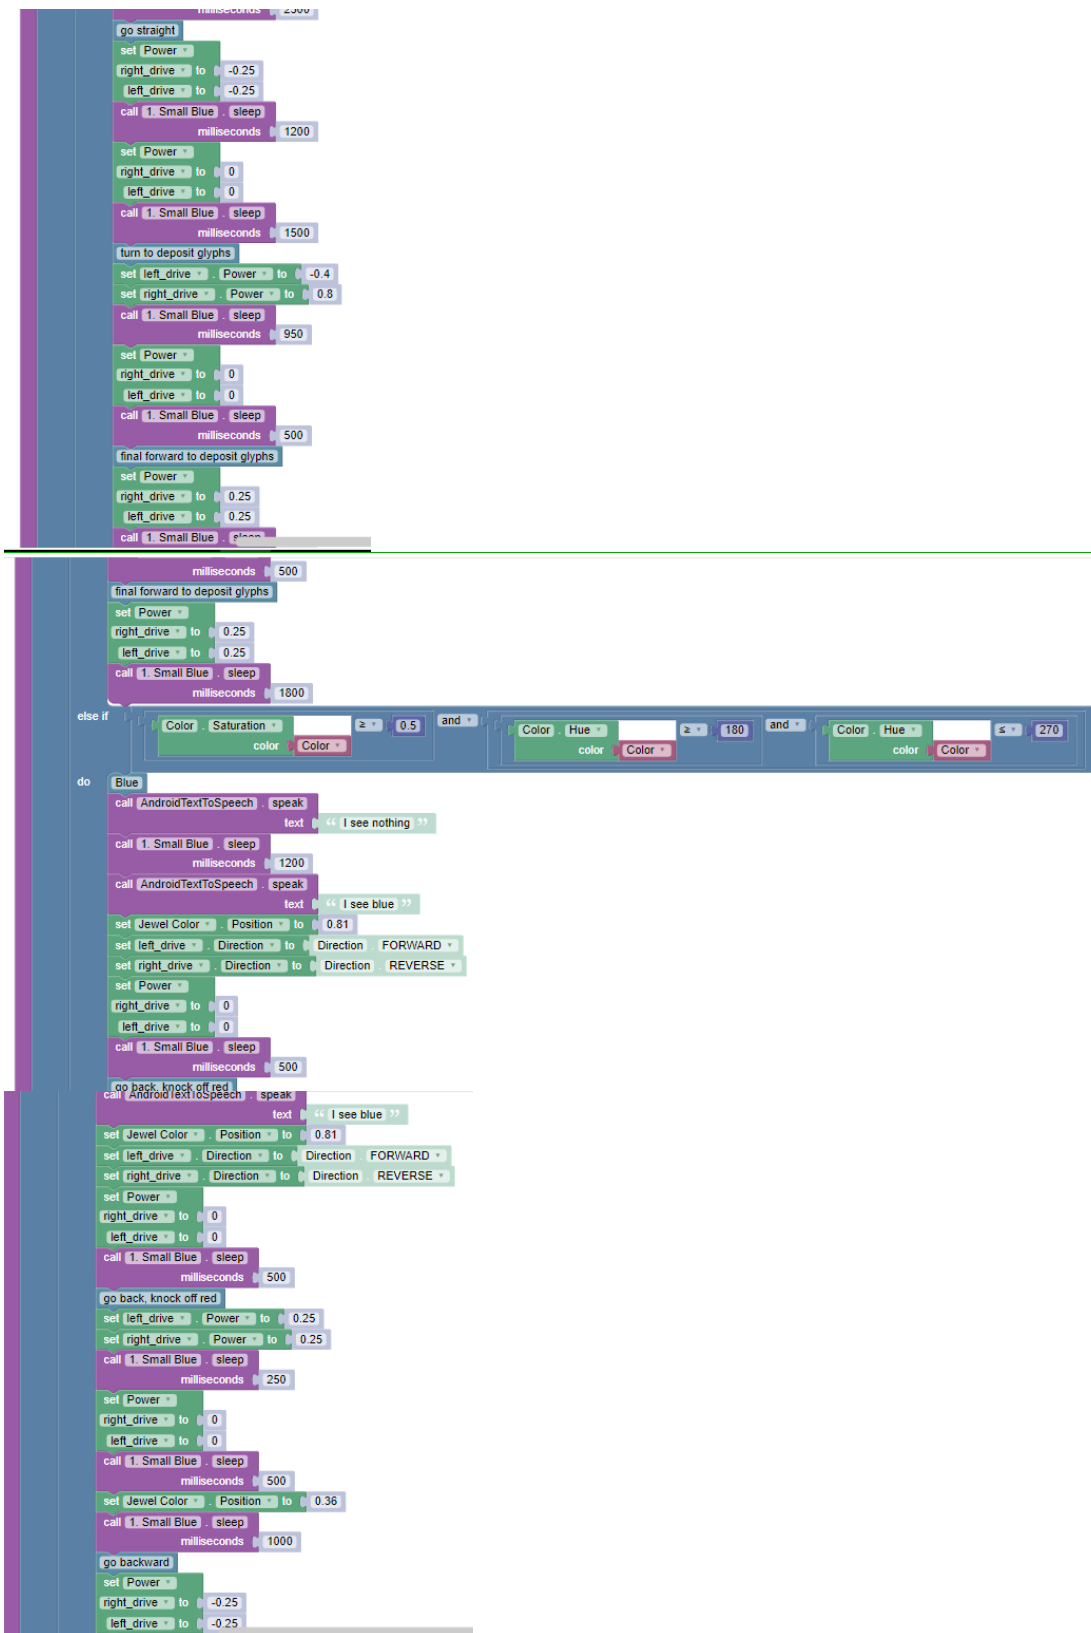 milliseconds 2500
go straight
set Power
right_drive to -0.25
left_drive to -0.25
call 1. Small Blue . sleep
milliseconds 1200
set Power
right_drive to 0
left_drive to 0
call 1. Small Blue . sleep
milliseconds 1500
turn to deposit glyphs
set left_drive . Power to -0.4
set right_drive . Power to 0.8
call 1. Small Blue . sleep
milliseconds 950
set Power
right_drive to 0
left_drive to 0
call 1. Small Blue . sleep
milliseconds 500
final forward to deposit glyphs
set Power
right_drive to 0.25
left_drive to 0.25
call 1. Small Blue . sleep
milliseconds 500
final forward to deposit glyphs
set Power
right_drive to 0.25
left_drive to 0.25
call 1. Small Blue . sleep
milliseconds 1800
else if Color . Saturation color Color ≥ 0.5 and Color . Hue color Color ≥ 180 and Color . Hue color Color ≤ 270
do Blue
call AndroidTextToSpeech . speak
text “ I see nothing ”
call 1. Small Blue . sleep
milliseconds 1200
call AndroidTextToSpeech . speak
text “ I see blue ”
set Jewel Color . Position to 0.81
set left_drive . Direction to Direction . FORWARD
set right_drive . Direction to Direction . REVERSE
set Power
right_drive to 0
left_drive to 0
call 1. Small Blue . sleep
milliseconds 500
go back, knock off red
call AndroidTextToSpeech . speak
text “ I see blue ”
set Jewel Color . Position to 0.81
set left_drive . Direction to Direction . FORWARD
set right_drive . Direction to Direction . REVERSE
set Power
right_drive to 0
left_drive to 0
call 1. Small Blue . sleep
milliseconds 500
go back, knock off red
set left_drive . Power to 0.25
set right_drive . Power to 0.25
call 1. Small Blue . sleep
milliseconds 250
set Power
right_drive to 0
left_drive to 0
call 1. Small Blue . sleep
milliseconds 500
set Jewel Color . Position to 0.36
call 1. Small Blue . sleep
milliseconds 1000
go backward
set Power
right_drive to -0.25
left_drive to -0.25